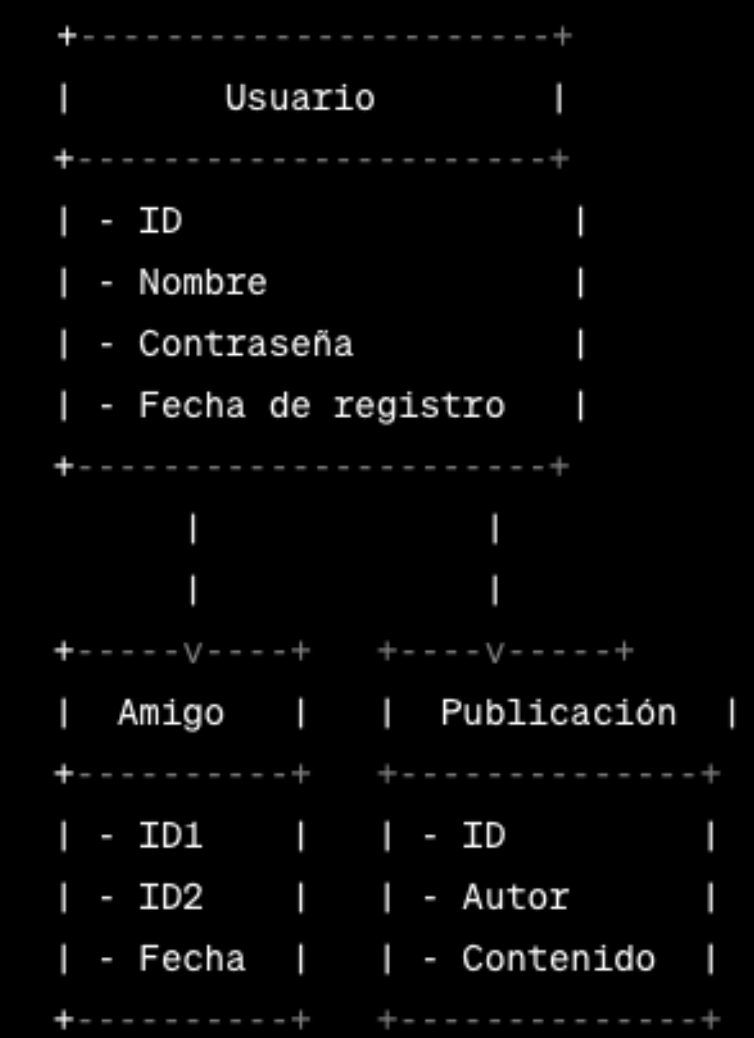 +----------------------+
|       Usuario        |
+----------------------+
| - ID                 |
| - Nombre             |
| - Contraseña         |
| - Fecha de registro  |
+----------------------+
      |             |
      |             |
+-----v----+   +----v-----+
|  Amigo   |   |  Publicación  |
+----------+   +--------------+
| - ID1    |   | - ID         |
| - ID2    |   | - Autor      |
| - Fecha  |   | - Contenido  |
+----------+   +--------------+